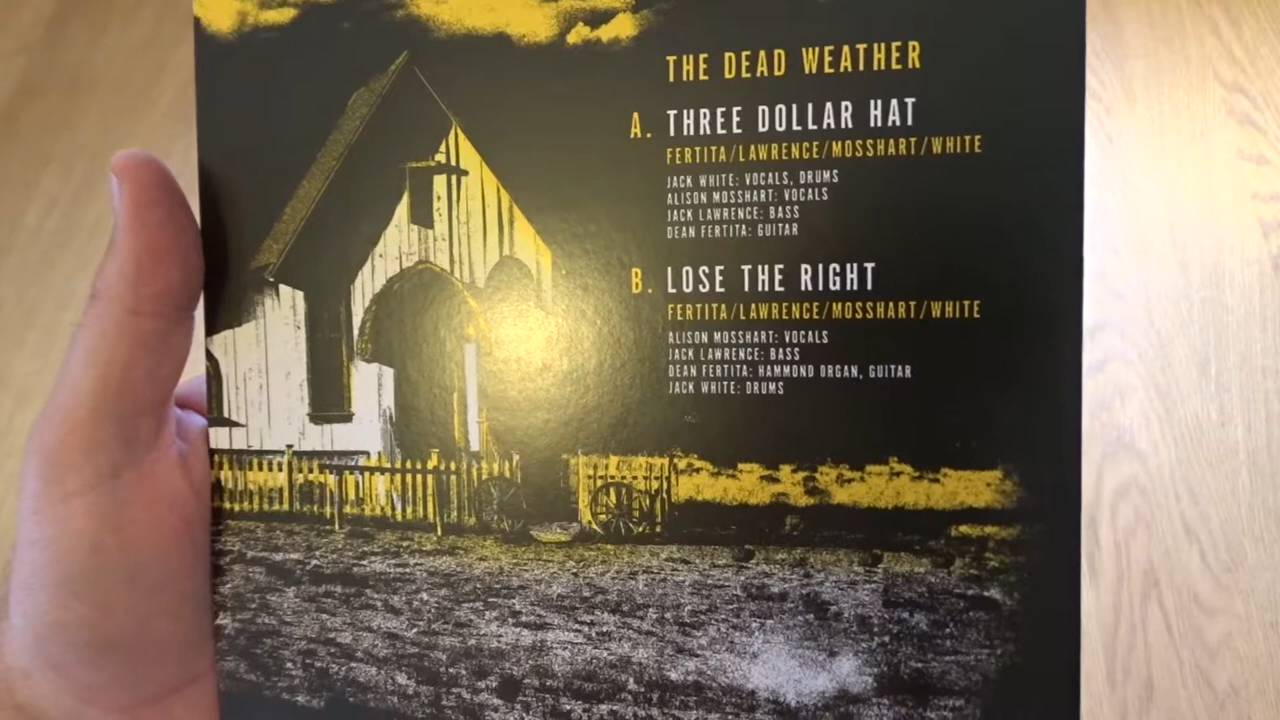 THE DEAD WEATHER
A. THREE DOLLAR HAT
FERTITA/LAWRENCE/MOSSHART/WHITE
JACK WHITE: VOCALS, DRUMS
ALISON MOSSHART: VOCALS
JACK LAWRENCE: BASS
DEAN FERTITA: GUITAR
B. LOSE THE RIGHT
FERTITA/LAWRENCE/MOSSHART/WHITE
ALISON MOSSHART: VOCALS
JACK LAWRENCE: BASS
DEAN FERTITA: HAMMOND ORGAN, GUITAR
JACK WHITE: DRUMS